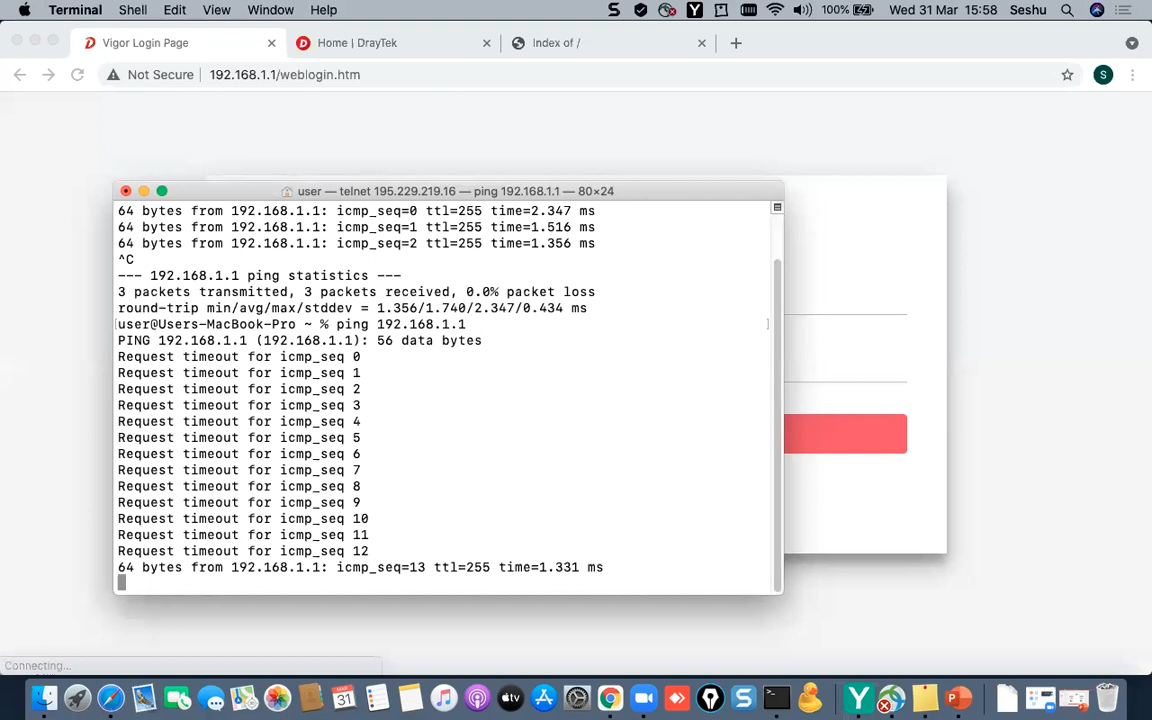 Terminal Shell Edit View Window Help 100% Wed 31 Mar 15:58 Seshu
Vigor Login Page
Home | DrayTek
Index of /
Not Secure 192.168.1.1/weblogin.htm
S
user — telnet 195.229.219.16 — ping 192.168.1.1 — 80×24
64 bytes from 192.168.1.1: icmp_seq=0 ttl=255 time=2.347 ms
64 bytes from 192.168.1.1: icmp_seq=1 ttl=255 time=1.516 ms
64 bytes from 192.168.1.1: icmp_seq=2 ttl=255 time=1.356 ms
^C
--- 192.168.1.1 ping statistics ---
3 packets transmitted, 3 packets received, 0.0% packet loss
round-trip min/avg/max/stddev = 1.356/1.740/2.347/0.434 ms
[user@Users-MacBook-Pro ~ % ping 192.168.1.1 ]
PING 192.168.1.1 (192.168.1.1): 56 data bytes
Request timeout for icmp_seq 0
Request timeout for icmp_seq 1
Request timeout for icmp_seq 2
Request timeout for icmp_seq 3
Request timeout for icmp_seq 4
Request timeout for icmp_seq 5
Request timeout for icmp_seq 6
Request timeout for icmp_seq 7
Request timeout for icmp_seq 8
Request timeout for icmp_seq 9
Request timeout for icmp_seq 10
Request timeout for icmp_seq 11
Request timeout for icmp_seq 12
64 bytes from 192.168.1.1: icmp_seq=13 ttl=255 time=1.331 ms
Connecting...
31
tv